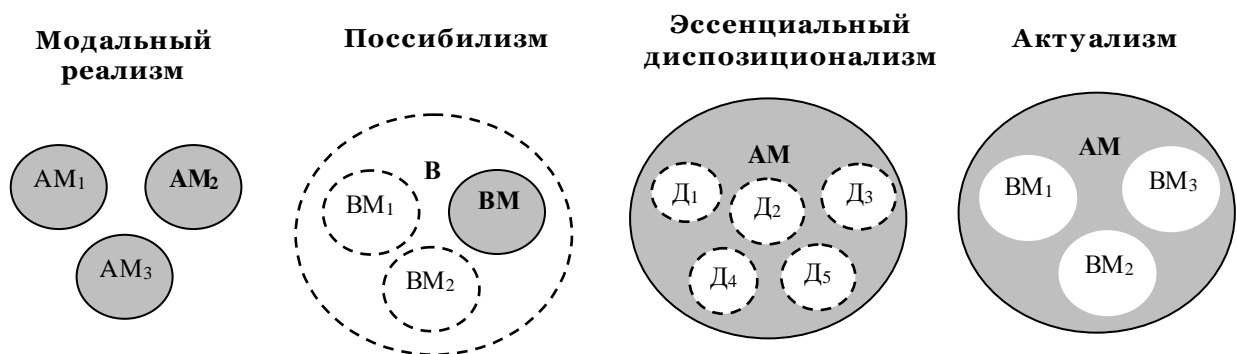 Модальный
реализм
Поссибилизм
Эссенциальный
диспозиционализм
Актуализм
АМ₁
АМ₂
АМ₃
В
ВМ₁
ВМ
ВМ₂
АМ
Д₁
Д₂
Д₃
Д₄
Д₅
АМ
ВМ₁
ВМ₃
ВМ₂